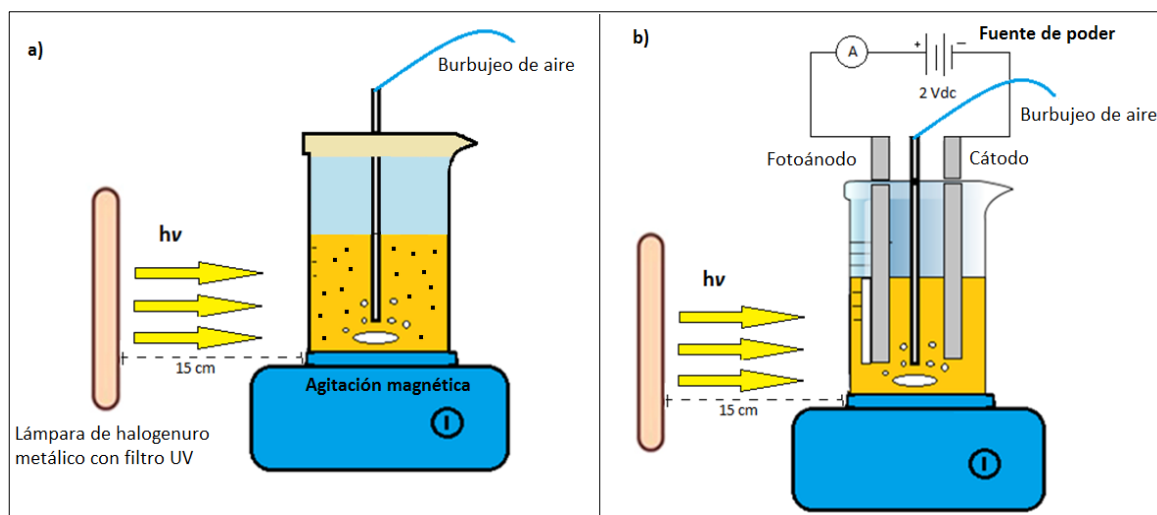 a)
Burbujeo de aire
hν
15 cm
Agitación magnética
I
Lámpara de halogenuro
metálico con filtro UV
b)
Fuente de poder
A
+
−
2 Vdc
Burbujeo de aire
Fotoánodo
Cátodo
hν
15 cm
I